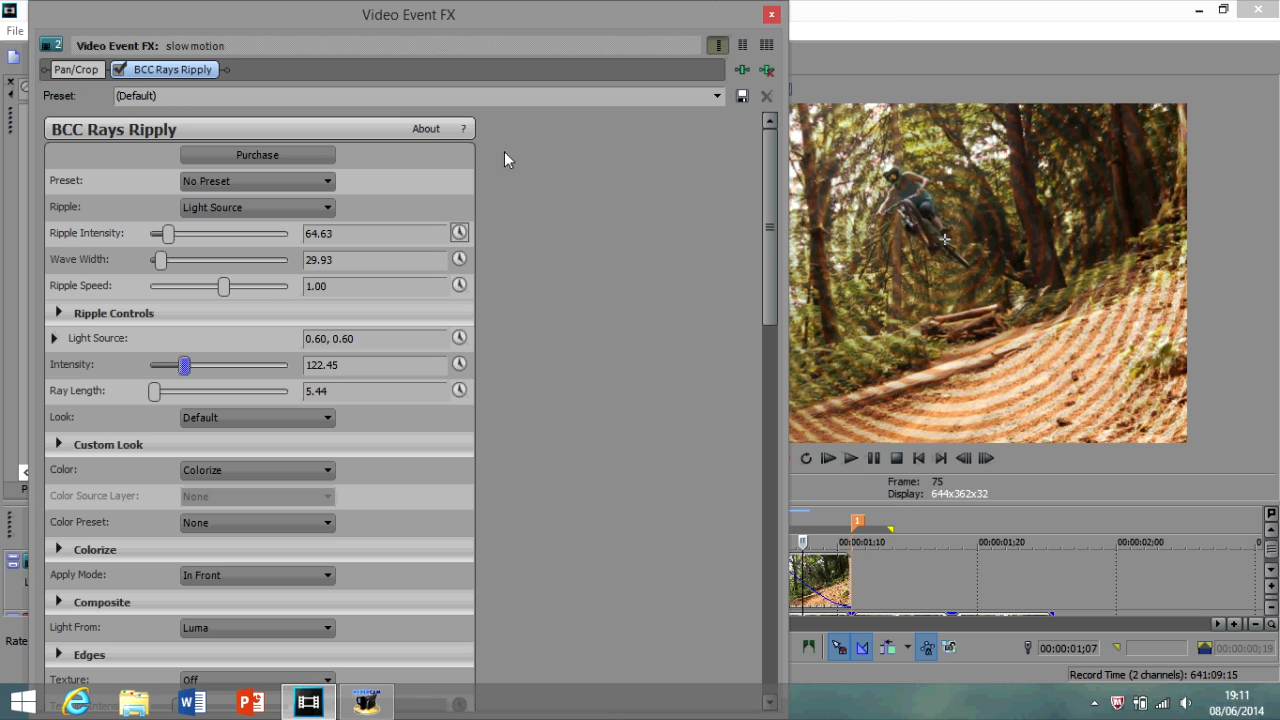 Video Event FX
x
File
2
Video Event FX: slow motion
Pan/Crop
BCC Rays Ripply
Preset: (Default)
BCC Rays Ripply
About ?
Purchase
Preset: No Preset
Ripple: Light Source
Ripple Intensity: 64.63
Wave Width: 29.93
Ripple Speed: 1.00
Ripple Controls
Light Source: 0.60, 0.60
Intensity: 122.45
Ray Length: 5.44
Look: Default
Custom Look
Color: Colorize
Color Source Layer: None
Color Preset: None
Colorize
Apply Mode: In Front
Composite
Light From: Luma
Edges
Texture: Off
Frame: 75
Display: 644x362x32
1
00:00:01;10
00:00:01;20
00:00:02;00
Rate
00:00:01;07
00:00:00;19
Record Time (2 channels): 641:09:15
19:11
08/06/2014